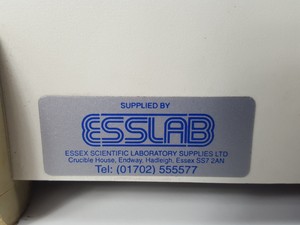 SUPPLIED BY
ESSLAB
ESSEX SCIENTIFIC LABORATORY SUPPLIES LTD
Crucible House, Endway, Hadleigh, Essex SS7 2AN
Tel: (01702) 555577